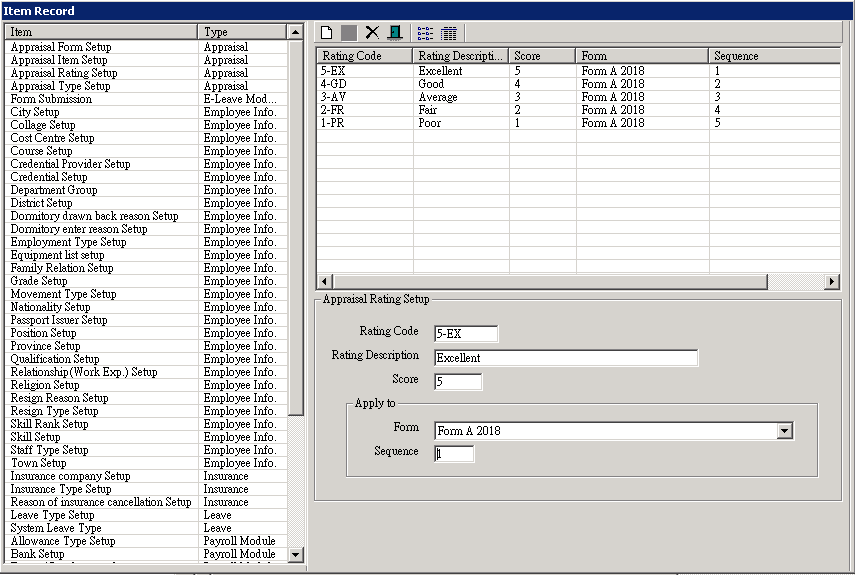 Item Record
Item Type
Appraisal Form Setup Appraisal
Appraisal Item Setup Appraisal
Appraisal Rating Setup Appraisal
Appraisal Type Setup Appraisal
Form Submission E-Leave Mod...
City Setup Employee Info.
Collage Setup Employee Info.
Cost Centre Setup Employee Info.
Course Setup Employee Info.
Credential Provider Setup Employee Info.
Credential Setup Employee Info.
Department Group Employee Info.
District Setup Employee Info.
Dormitory drawn back reason Setup Employee Info.
Dormitory enter reason Setup Employee Info.
Employment Type Setup Employee Info.
Equipment list setup Employee Info.
Family Relation Setup Employee Info.
Grade Setup Employee Info.
Movement Type Setup Employee Info.
Nationality Setup Employee Info.
Passport Issuer Setup Employee Info.
Position Setup Employee Info.
Province Setup Employee Info.
Qualification Setup Employee Info.
Relationship(Work Exp.) Setup Employee Info.
Religion Setup Employee Info.
Resign Reason Setup Employee Info.
Resign Type Setup Employee Info.
Skill Rank Setup Employee Info.
Skill Setup Employee Info.
Staff Type Setup Employee Info.
Town Setup Employee Info.
Insurance company Setup Insurance
Insurance Type Setup Insurance
Reason of insurance cancellation Setup Insurance
Leave Type Setup Leave
System Leave Type Leave
Allowance Type Setup Payroll Module
Bank Setup Payroll Module
Rating Code Rating Descripti... Score Form Sequence
5-EX Excellent 5 Form A 2018 1
4-GD Good 4 Form A 2018 2
3-AV Average 3 Form A 2018 3
2-FR Fair 2 Form A 2018 4
1-PR Poor 1 Form A 2018 5
Appraisal Rating Setup
Rating Code 5-EX
Rating Description Excellent
Score 5
Apply to
Form Form A 2018
Sequence 1